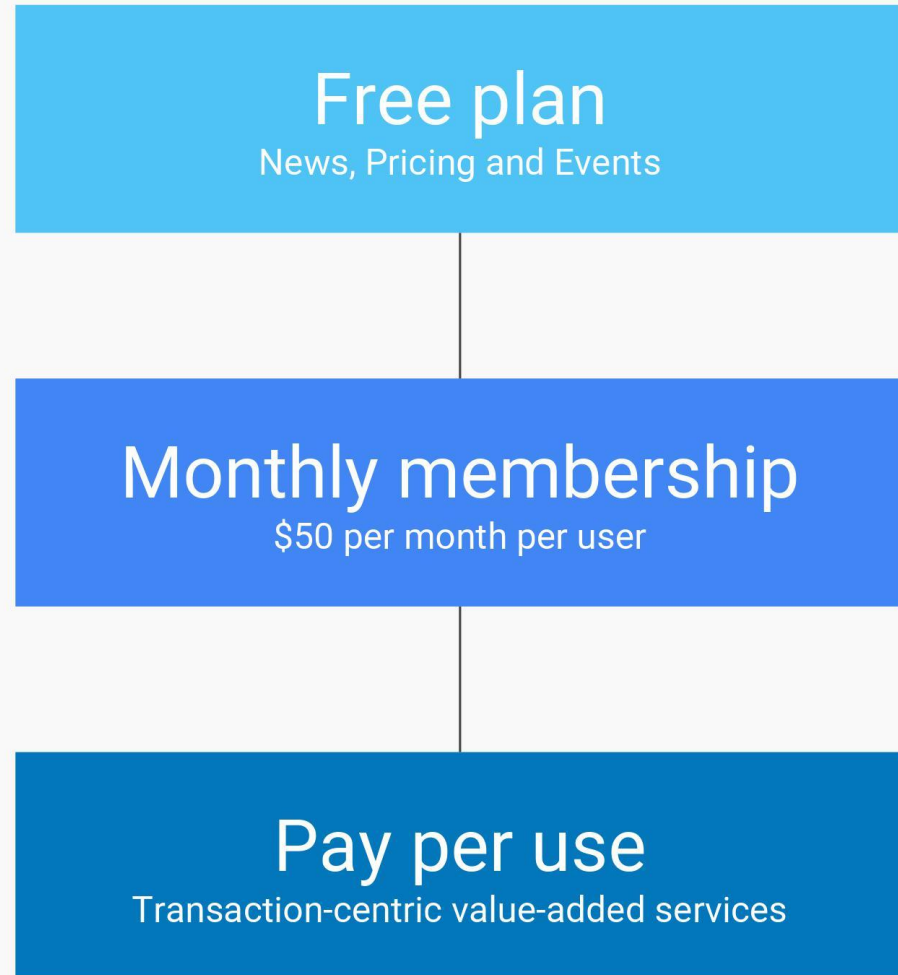 Free plan
News, Pricing and Events
Monthly membership
$50 per month per user
Pay per use
Transaction-centric value-added services